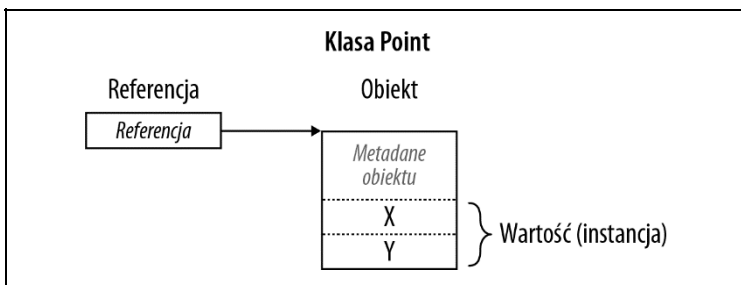 Klasa Point
Referencja
Obiekt
Referencja
Metadane
obiektu
X
Y
Wartość (instancja)